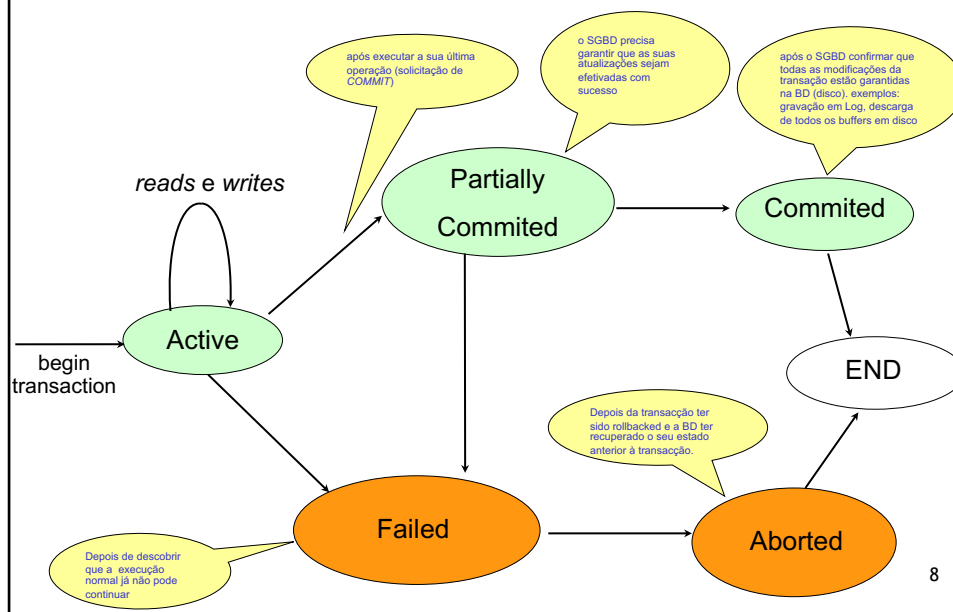 após executar a sua última
operação (solicitação de
COMMIT)
o SGBD precisa
garantir que as suas
atualizações sejam
efetivadas com
sucesso
após o SGBD confirmar que
todas as modificações da
transação estão garantidas
na BD (disco). exemplos:
gravação em Log, descarga
de todos os buffers em disco
reads e writes
Partially
Commited
Commited
Active
begin
transaction
END
Depois da transacção ter
sido rollbacked e a BD ter
recuperado o seu estado
anterior à transacção.
Failed
Aborted
Depois de descobrir
que a execução
normal já não pode
continuar
8